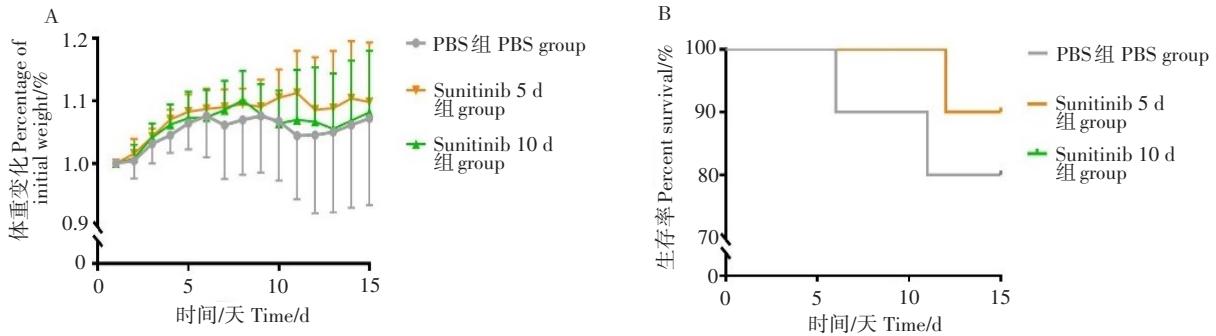 A
体重变化 Percentage of
initial weight/%
1.2
1.1
1.0
0.9
0
0
5
10
15
时间/天 Time/d
PBS组 PBS group
Sunitinib 5 d
组 group
Sunitinib 10 d
组 group
B
生存率 Percent survival/%
100
90
80
70
0
0
5
10
15
时间/天 Time/d
PBS组 PBS group
Sunitinib 5 d
组 group
Sunitinib 10 d
组 group